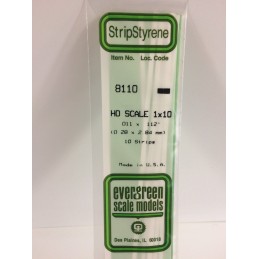 StripStyrene
Item No. Loc. Code
8110
HO SCALE 1x10
.011 x .112"
(0.28 x 2.84 mm)
10 Strips
Made in U.S.A.
evergreen
scale models
Des Plaines, IL 60018